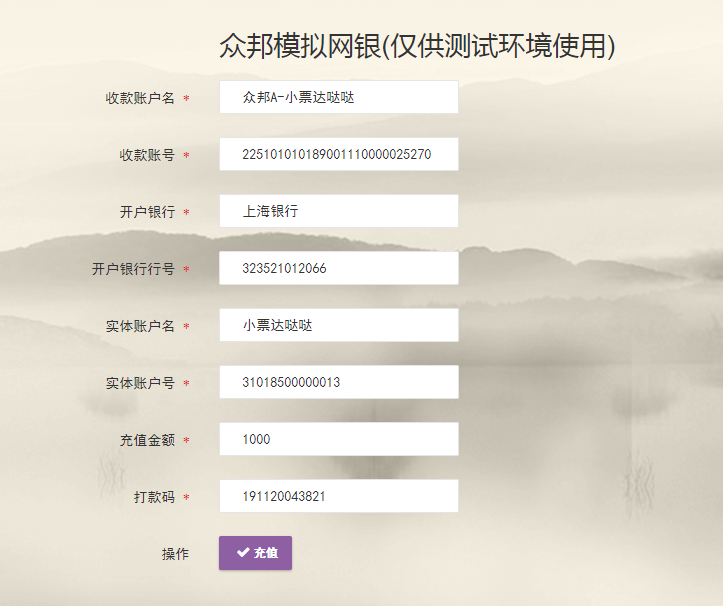 众邦模拟网银(仅供测试环境使用)
收款账户名 * 众邦A-小票达哒哒
收款账号 * 225101010189001110000025270
开户银行 * 上海银行
开户银行行号 * 323521012066
实体账户名 * 小票达哒哒
实体账户号 * 31018500000013
充值金额 * 1000
打款码 * 191120043821
操作 充值